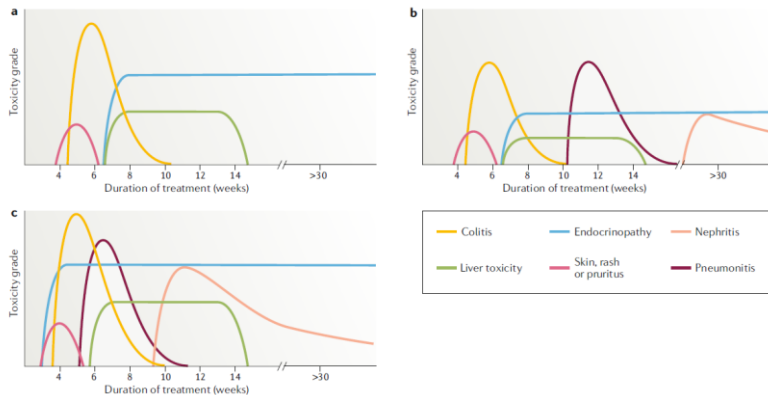 a
Toxicity grade
4 6 8 10 12 14 >30
Duration of treatment (weeks)
b
Toxicity grade
4 6 8 10 12 14 >30
Duration of treatment (weeks)
c
Toxicity grade
4 6 8 10 12 14 >30
Duration of treatment (weeks)
Colitis Endocrinopathy Nephritis
Liver toxicity Skin, rash
or pruritus Pneumonitis